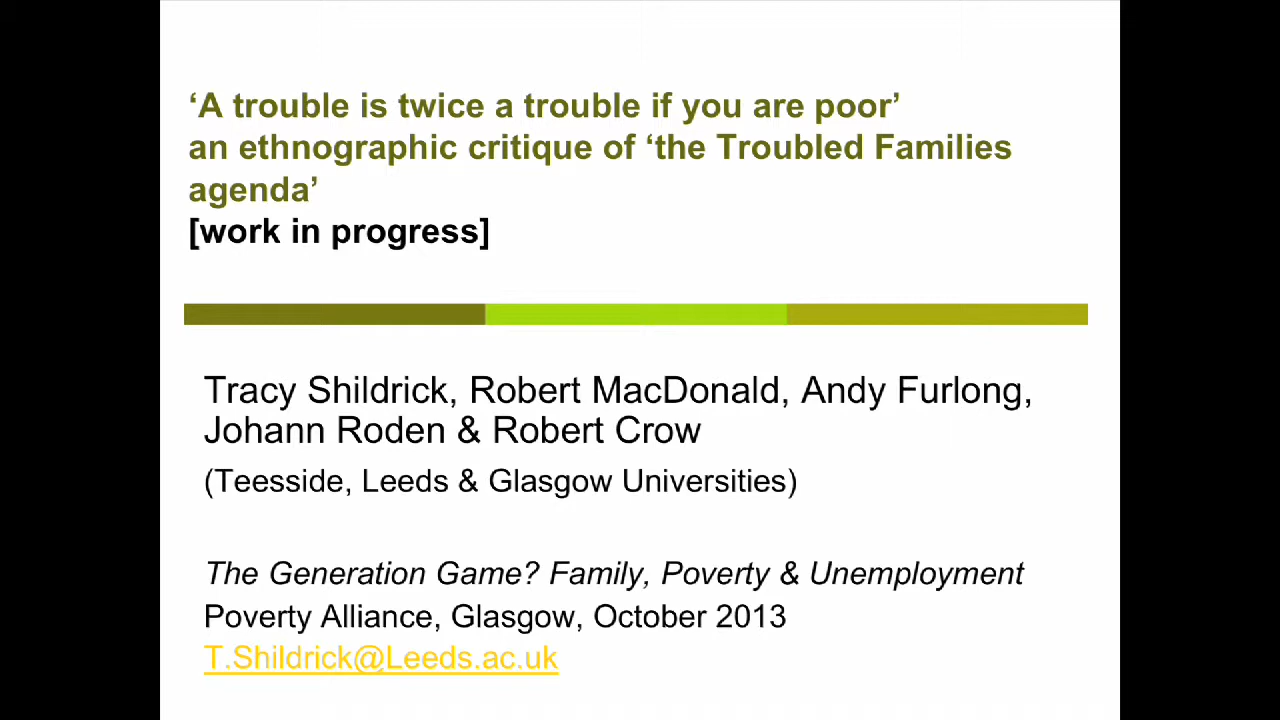 ‘A trouble is twice a trouble if you are poor’
an ethnographic critique of ‘the Troubled Families
agenda’
[work in progress]
Tracy Shildrick, Robert MacDonald, Andy Furlong,
Johann Roden & Robert Crow
(Teesside, Leeds & Glasgow Universities)
The Generation Game? Family, Poverty & Unemployment
Poverty Alliance, Glasgow, October 2013
T.Shildrick@Leeds.ac.uk